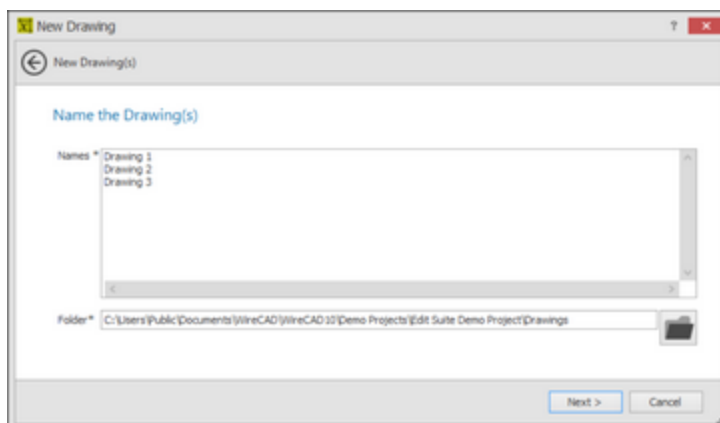 New Drawing
?
New Drawing(s)
Name the Drawing(s)
Names * Drawing 1
Drawing 2
Drawing 3
Folder* C:\Users\Public\Documents\WireCAD\WireCAD10\Demo Projects\Edit Suite Demo Project\Drawings
Next > Cancel